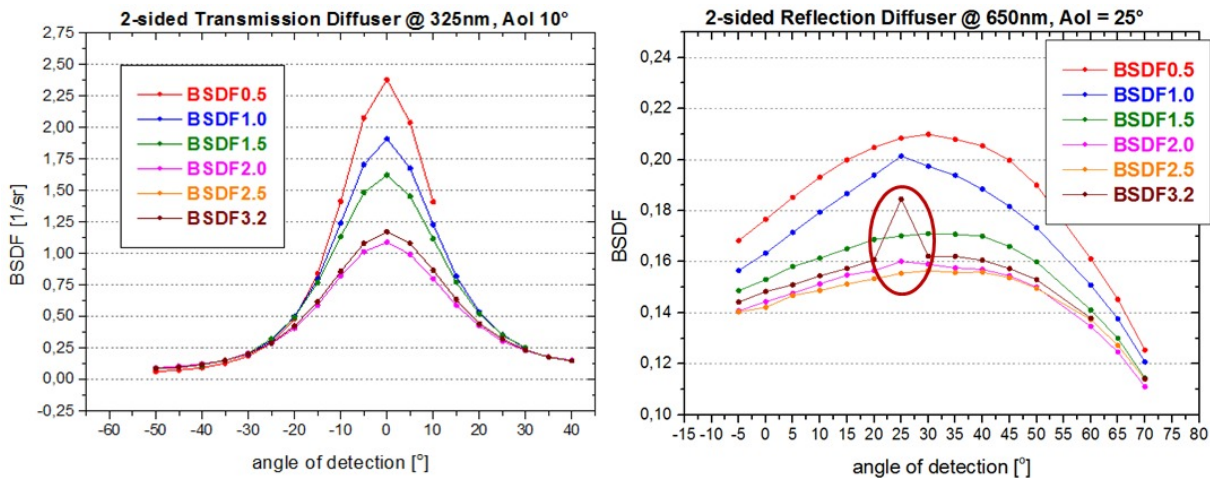 2-sided Transmission Diffuser @ 325nm, AoI 10°
2,75
2,50
2,25
2,00
1,75
1,50
1,25
1,00
0,75
0,50
0,25
0,00
-0,25
BSDF [1/sr]
BSDF0.5
BSDF1.0
BSDF1.5
BSDF2.0
BSDF2.5
BSDF3.2
-60 -50 -40 -30 -20 -10 0 10 20 30 40
angle of detection [°]
2-sided Reflection Diffuser @ 650nm, AoI = 25°
0,24
0,22
0,20
0,18
0,16
0,14
0,12
0,10
BSDF
BSDF0.5
BSDF1.0
BSDF1.5
BSDF2.0
BSDF2.5
BSDF3.2
-15 -10 -5 0 5 10 15 20 25 30 35 40 45 50 55 60 65 70 75 80
angle of detection [°]